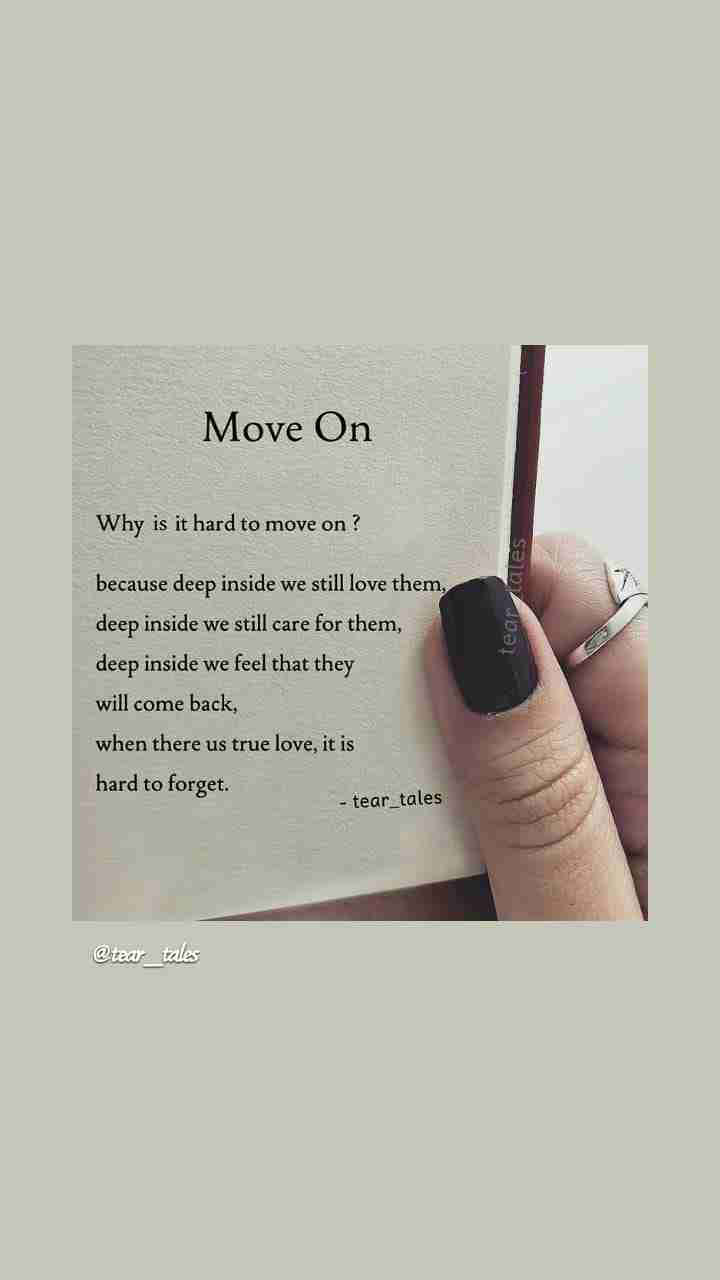 Move On
Why is it hard to move on ?
because deep inside we still love them,
deep inside we still care for them,
deep inside we feel that they
will come back,
when there us true love, it is
hard to forget.
- tear_tales
tear_tales
@tear__tales